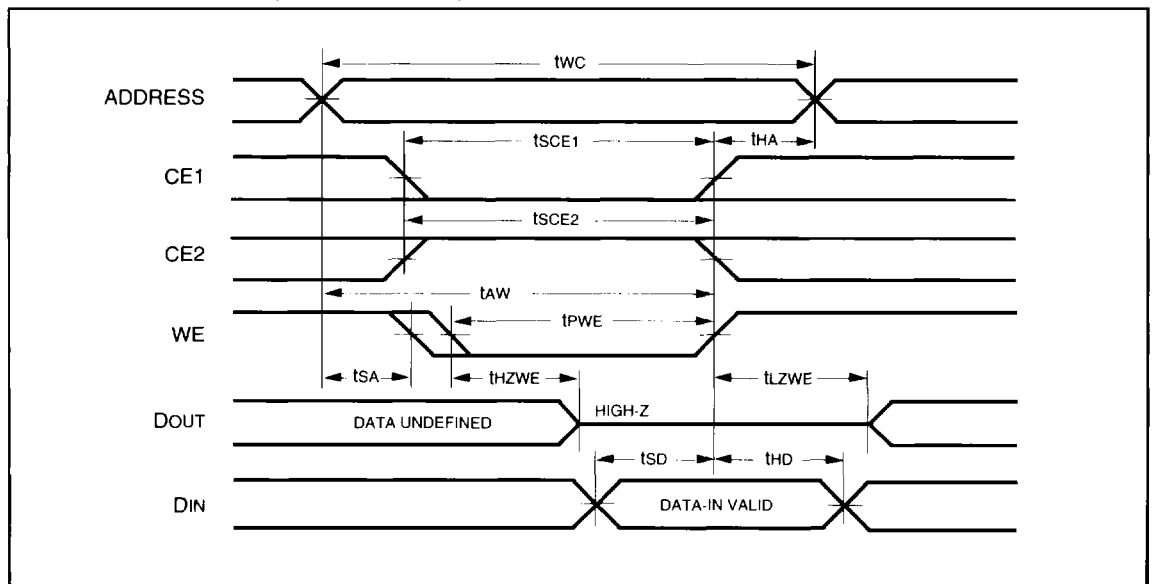 tWC
ADDRESS
tSCE1
tHA
CE1
tSCE2
CE2
tAW
tPWE
WE
tSA
tHZWE
tLZWE
DOUT
DATA UNDEFINED
HIGH-Z
tSD
tHD
DIN
DATA-IN VALID